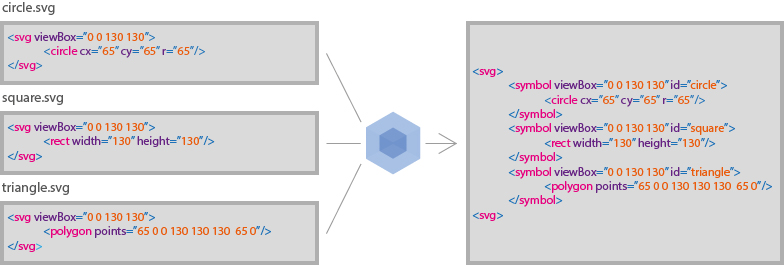 circle.svg
<svg viewBox="0 0 130 130">
<circle cx="65" cy="65" r="65"/>
</svg>
square.svg
<svg viewBox="0 0 130 130">
<rect width="130" height="130"/>
</svg>
triangle.svg
<svg viewBox="0 0 130 130">
<polygon points="65 0 0 130 130 130  65 0"/>
</svg>
<svg>
<symbol viewBox="0 0 130 130" id="circle">
<circle cx="65" cy="65" r="65"/>
</symbol>
<symbol viewBox="0 0 130 130" id="square">
<rect width="130" height="130"/>
</symbol>
<symbol viewBox="0 0 130 130" id="triangle">
<polygon points="65 0 0 130 130 130  65 0"/>
</symbol>
<svg>